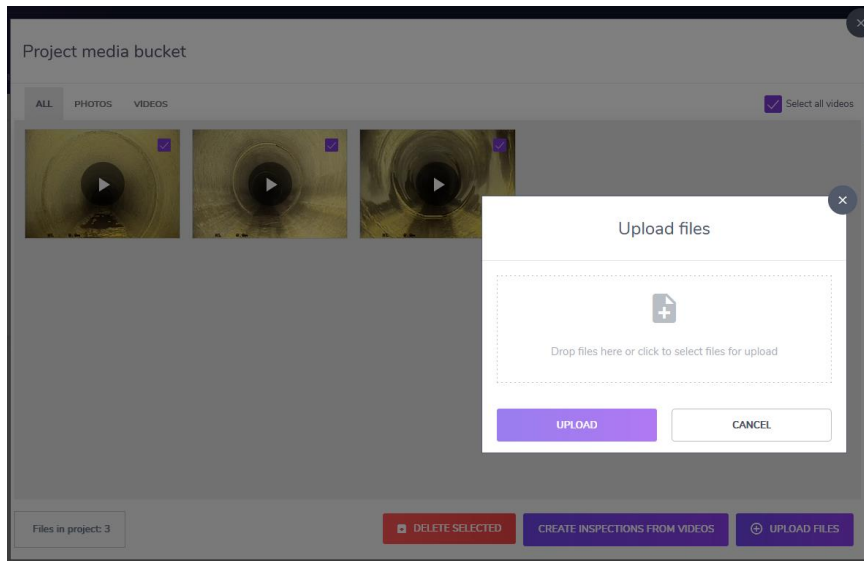 Project media bucket
ALL PHOTOS VIDEOS
Select all videos
Upload files
Drop files here or click to select files for upload
UPLOAD CANCEL
Files in project: 3
DELETE SELECTED
CREATE INSPECTIONS FROM VIDEOS
UPLOAD FILES